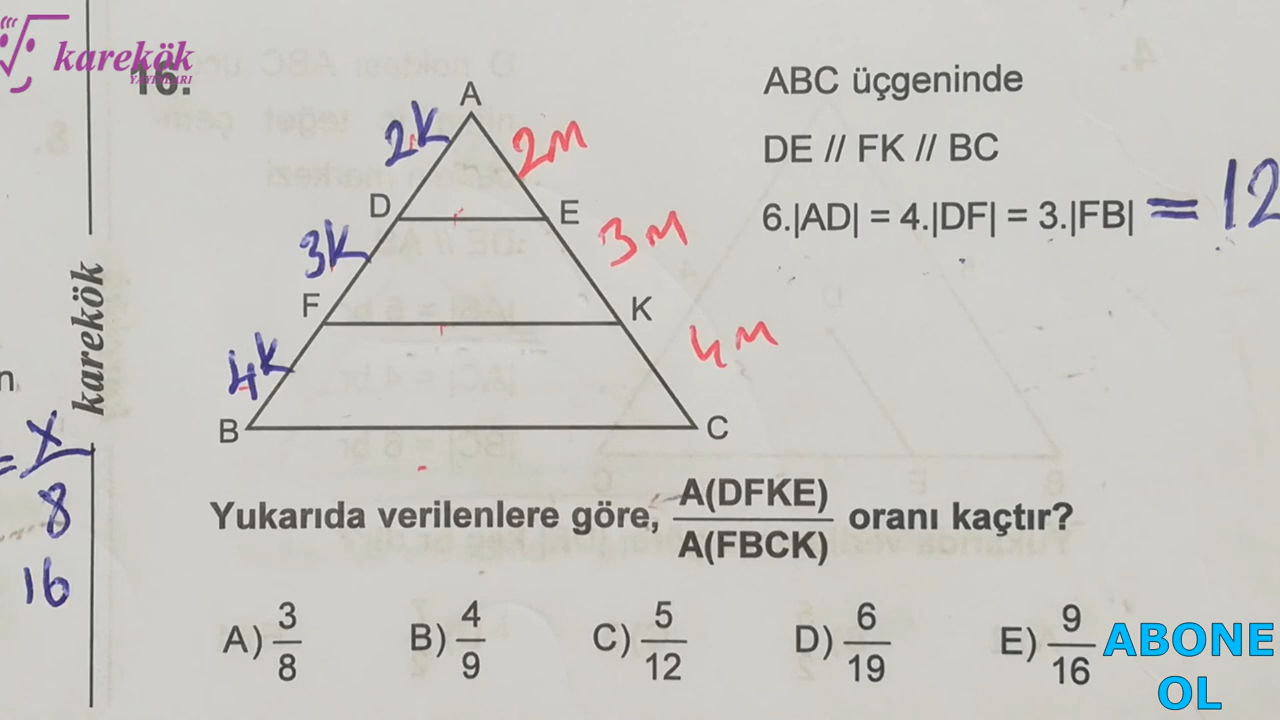 karekök
YAYINLARI
16.
ABC üçgeninde
DE // FK // BC
6.|AD| = 4.|DF| = 3.|FB| = 12
A
2k
2m
D
E
3k
3m
F
K
4k
4m
B
C
karekök
n
= x
8
16
Yukarıda verilenlere göre, A(DFKE) / A(FBCK) oranı kaçtır?
A) 3/8 B) 4/9 C) 5/12 D) 6/19 E) 9/16
ABONE
OL